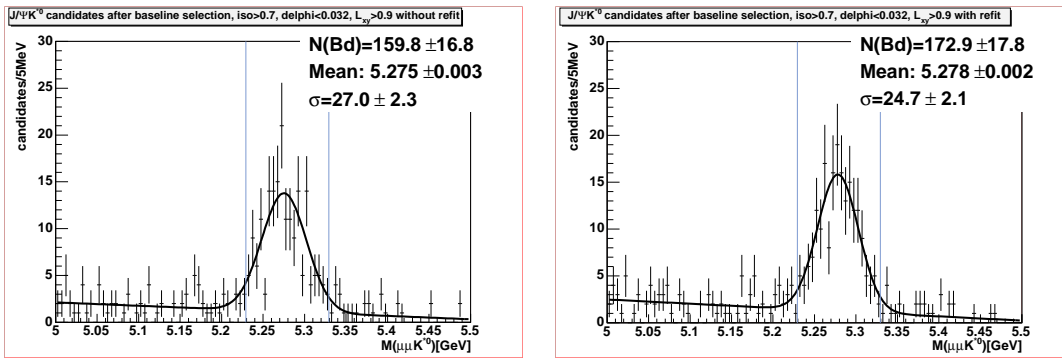 J/ΨK*0 candidates after baseline selection, iso>0.7, delphi<0.032, Lxy>0.9 without refit
candidates/5MeV
30
25
20
15
10
5
0
N(Bd)=159.8 ±16.8
Mean: 5.275 ±0.003
σ=27.0 ± 2.3
5 5.05 5.1 5.15 5.2 5.25 5.3 5.35 5.4 5.45 5.5
M(μμK*0)[GeV]
J/ΨK*0 candidates after baseline selection, iso>0.7, delphi<0.032, Lxy>0.9 with refit
candidates/5MeV
30
25
20
15
10
5
0
N(Bd)=172.9 ±17.8
Mean: 5.278 ±0.002
σ=24.7 ± 2.1
5 5.05 5.1 5.15 5.2 5.25 5.3 5.35 5.4 5.45 5.5
M(μμK*0)[GeV]